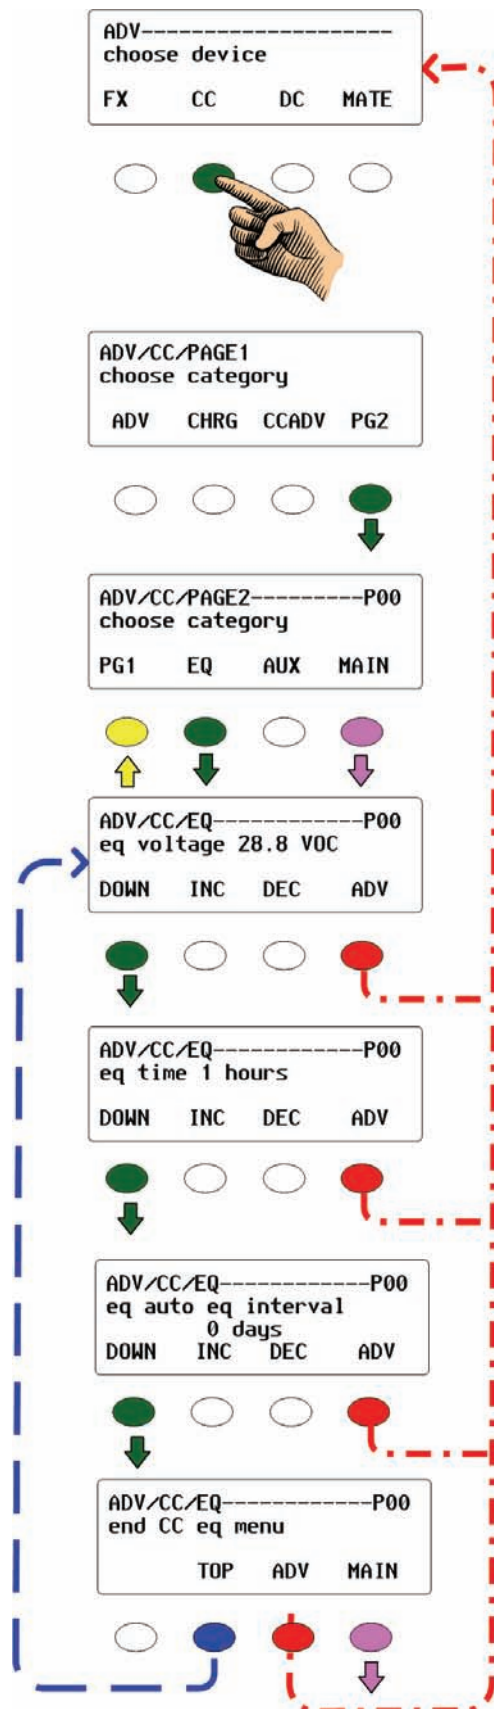 ADV----------------------
choose device
FX CC DC MATE
ADV/CC/PAGE1
choose category
ADV CHRG CCADV PG2
ADV/CC/PAGE2----------P00
choose category
PG1 EQ AUX MAIN
ADV/CC/EQ-------------P00
eq voltage 28.8 VOC
DOWN INC DEC ADV
ADV/CC/EQ-------------P00
eq time 1 hours
DOWN INC DEC ADV
ADV/CC/EQ-------------P00
eq auto eq interval
0 days
DOWN INC DEC ADV
ADV/CC/EQ-------------P00
end CC eq menu
TOP ADV MAIN